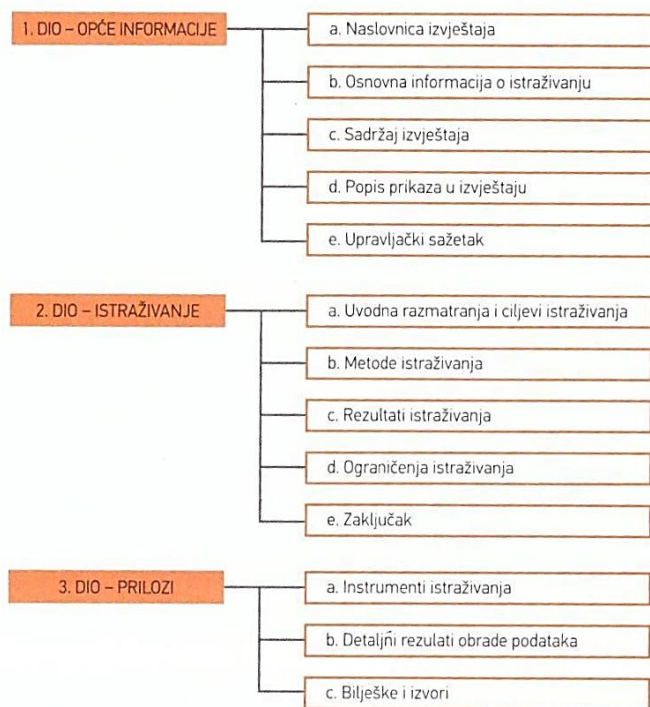 1. DIO – OPĆE INFORMACIJE
a. Naslovnica izvještaja
b. Osnovna informacija o istraživanju
c. Sadržaj izvještaja
d. Popis prikaza u izvještaju
e. Upravljački sažetak
2. DIO – ISTRAŽIVANJE
a. Uvodna razmatranja i ciljevi istraživanja
b. Metode istraživanja
c. Rezultati istraživanja
d. Ograničenja istraživanja
e. Zaključak
3. DIO – PRILOZI
a. Instrumenti istraživanja
b. Detaljni rezulati obrade podataka
c. Bilješke i izvori